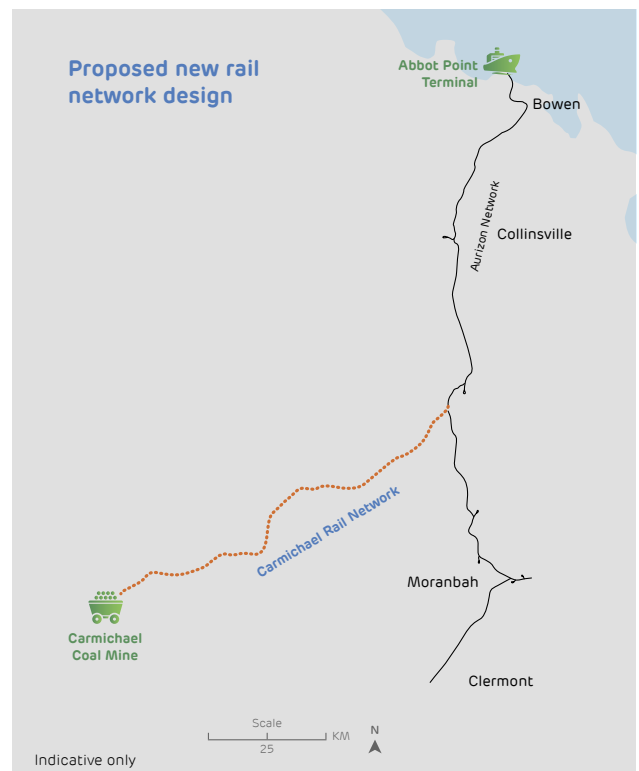 Proposed new rail
network design
Abbot Point
Terminal
Bowen
Aurizon Network
Collinsville
Carmichael Rail Network
Moranbah
Carmichael
Coal Mine
Clermont
Scale
KM
25
N
Indicative only